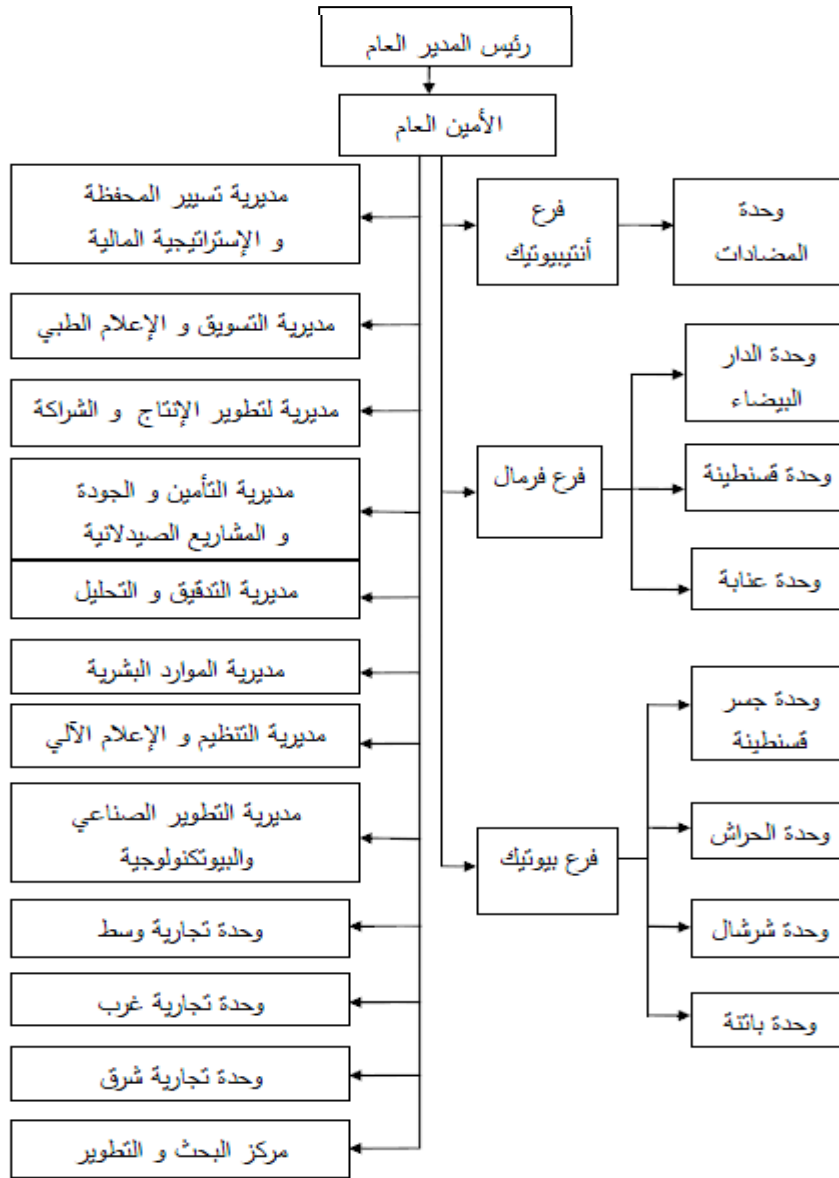 رئيس المدير العام
الأمين العام
مديرية تسيير المحفظة
و الإستراتيجية المالية
مديرية التسويق و الإعلام الطبي
مديرية لتطوير الإنتاج و الشراكة
مديرية التأمين و الجودة
و المشاريع الصيدلانية
مديرية التدقيق و التحليل
مديرية الموارد البشرية
مديرية التنظيم و الإعلام الآلي
مديرية التطوير الصناعي
والبيوتكنولوجية
وحدة تجارية وسط
وحدة تجارية غرب
وحدة تجارية شرق
مركز البحث و التطوير
فرع
أنتيبيوتيك
وحدة
المضادات
فرع فرمال
وحدة الدار
البيضاء
وحدة قسنطينة
وحدة عنابة
فرع بيوتيك
وحدة جسر
قسنطينة
وحدة الحراش
وحدة شرشال
وحدة باتنة